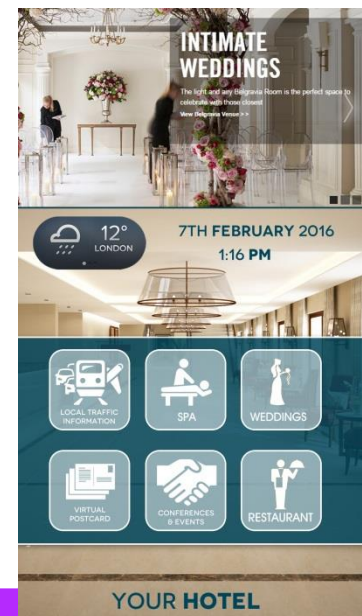 INTIMATE
WEDDINGS
The light and airy Belgravia Room is the perfect space to
celebrate with those closest
View Belgravia Venue > >
12°
LONDON
7TH FEBRUARY 2016
1:16 PM
LOCAL TRAFFIC
INFORMATION
SPA
WEDDINGS
VIRTUAL
POSTCARD
CONFERENCES
& EVENTS
RESTAURANT
YOUR HOTEL